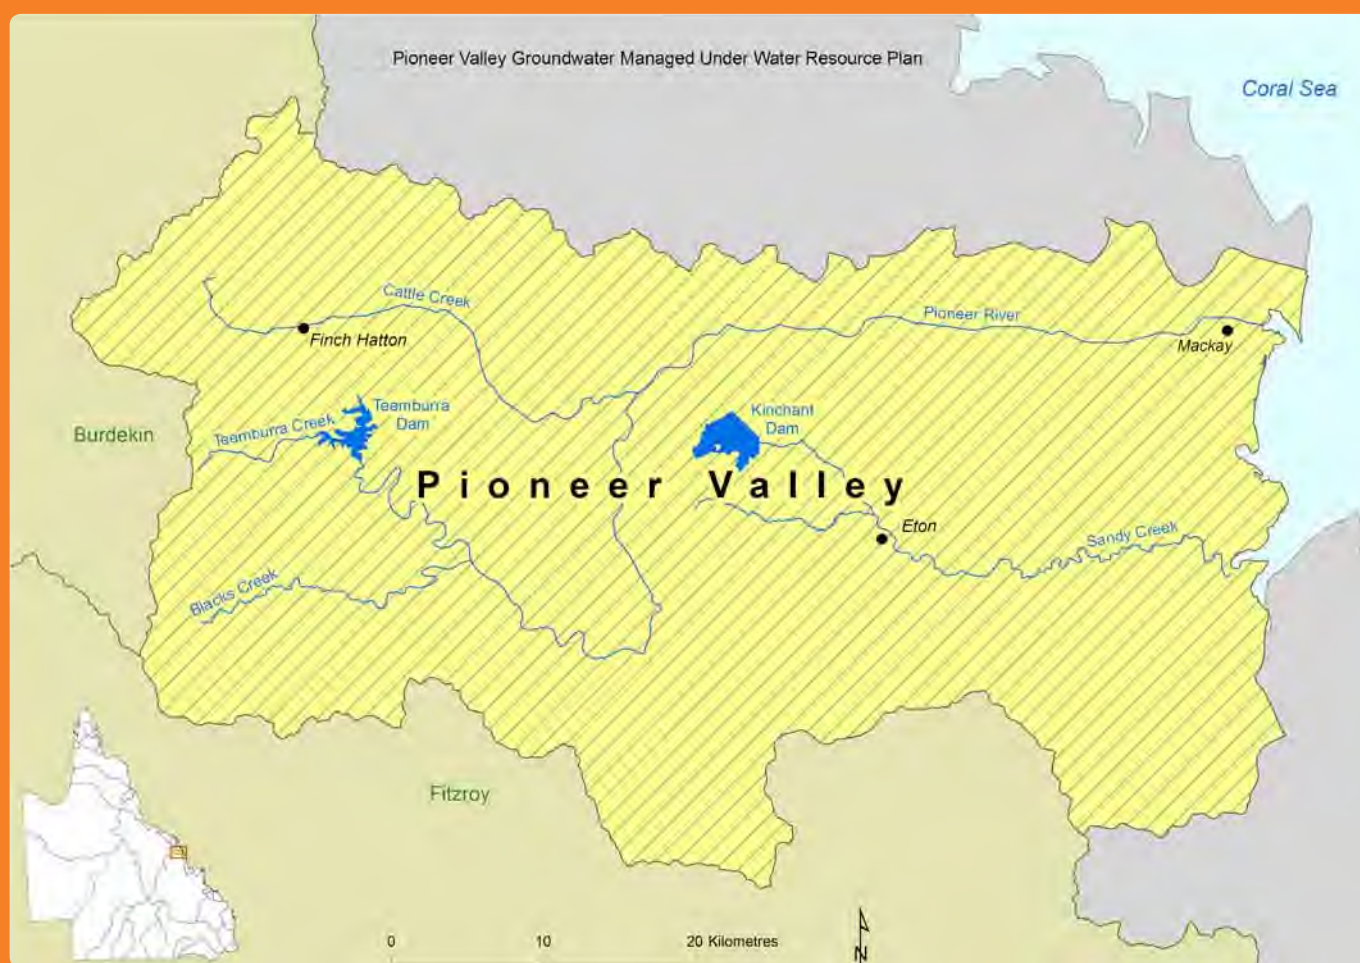 Pioneer Valley Groundwater Managed Under Water Resource Plan
Coral Sea
Cattle Creek
Pioneer River
Finch Hatton
Mackay
Teemburra
Dam
Teemburra Creek
Kinchant
Dam
Burdekin
Pioneer Valley
Eton
Sandy Creek
Blacks Creek
Fitzroy
0 10 20 Kilometres
N